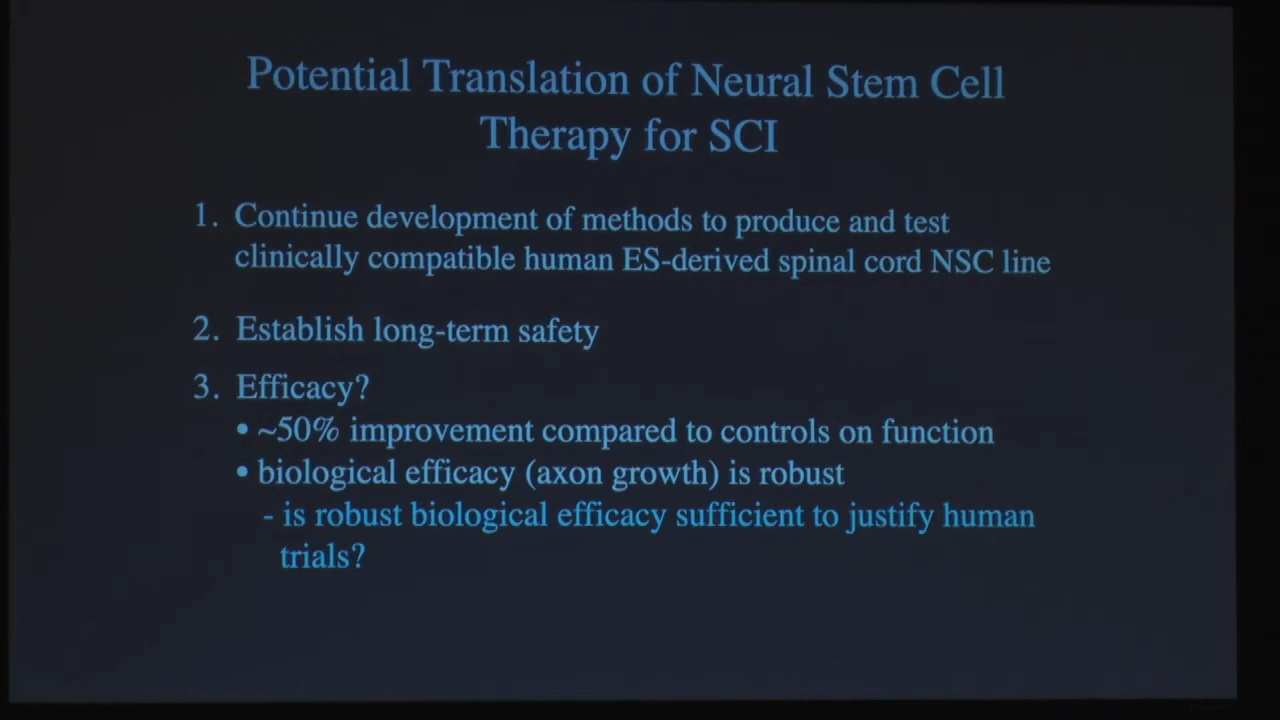 Potential Translation of Neural Stem Cell
Therapy for SCI
1. Continue development of methods to produce and test
clinically compatible human ES-derived spinal cord NSC line
2. Establish long-term safety
3. Efficacy?
• ~50% improvement compared to controls on function
• biological efficacy (axon growth) is robust
- is robust biological efficacy sufficient to justify human
trials?